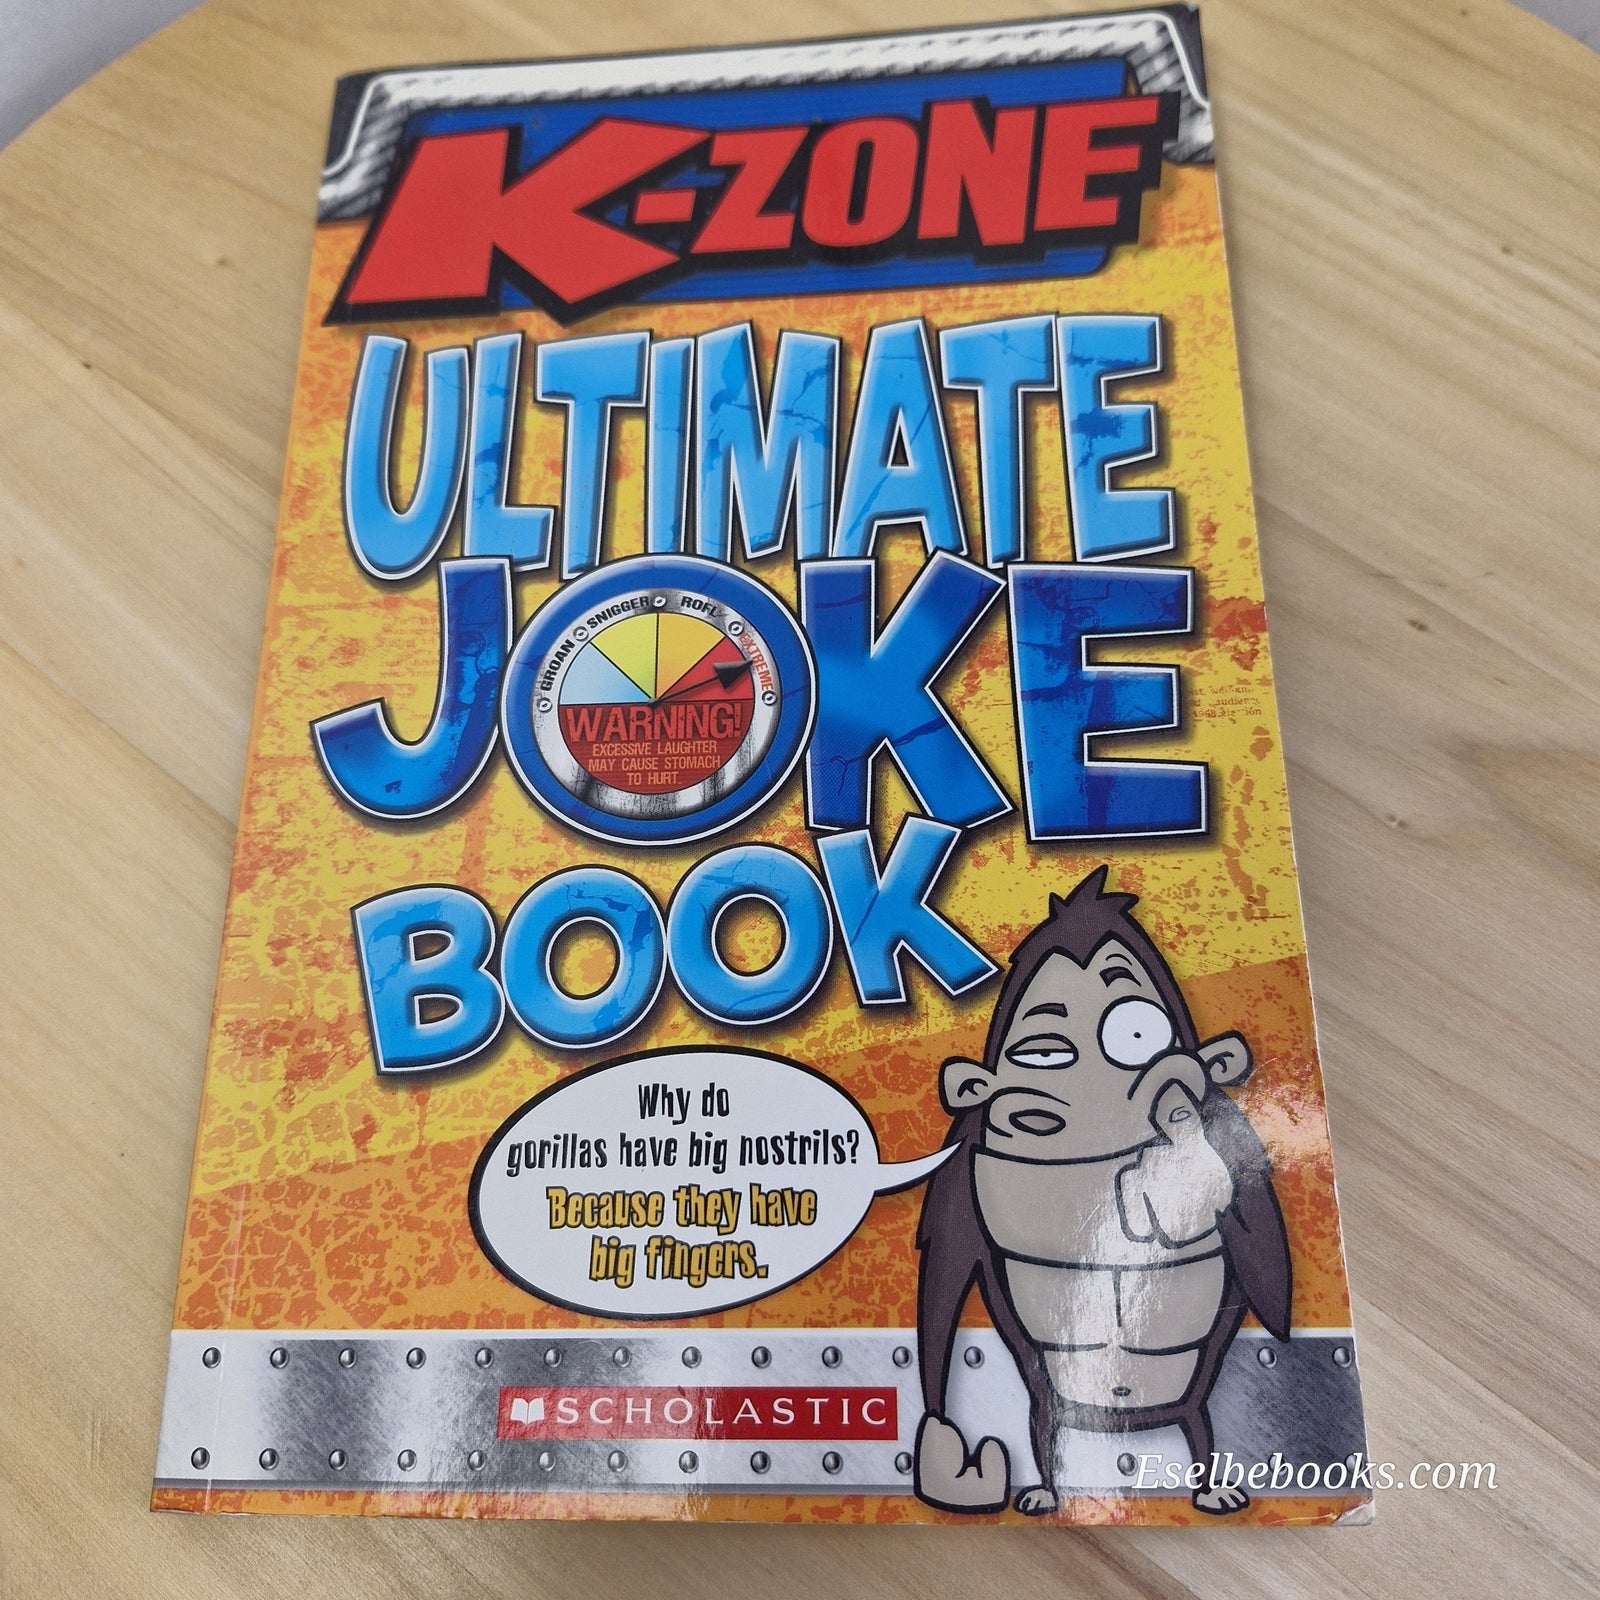 K-ZONE
ULTIMATE
JOKE
GROAN SNIGGER ROFL EXTREME
WARNING!
EXCESSIVE LAUGHTER
MAY CAUSE STOMACH
TO HURT.
BOOK
Why do
gorillas have big nostrils?
Because they have
big fingers.
SCHOLASTIC
Eselbebooks.com